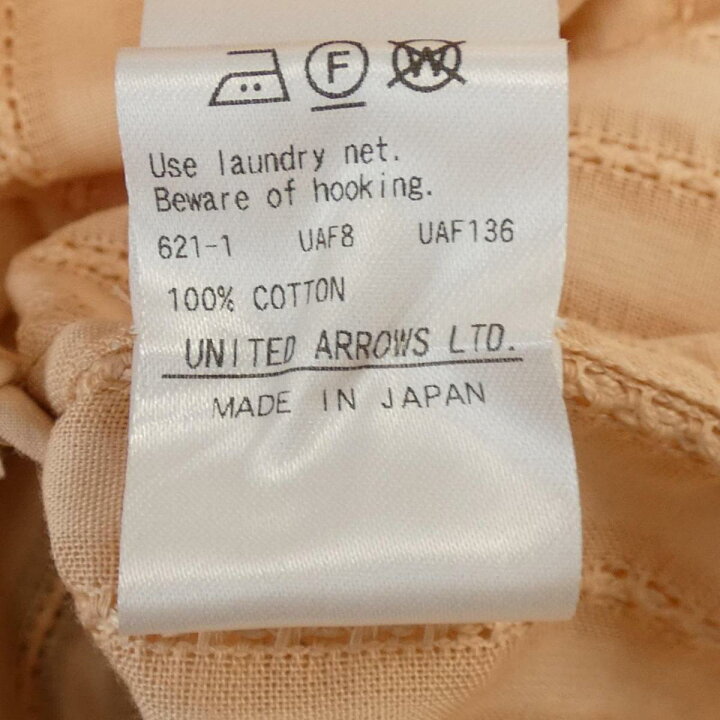 F W
Use laundry net.
Beware of hooking.
621-1 UAF8 UAF136
100% COTTON
UNITED ARROWS LTD.
MADE IN JAPAN